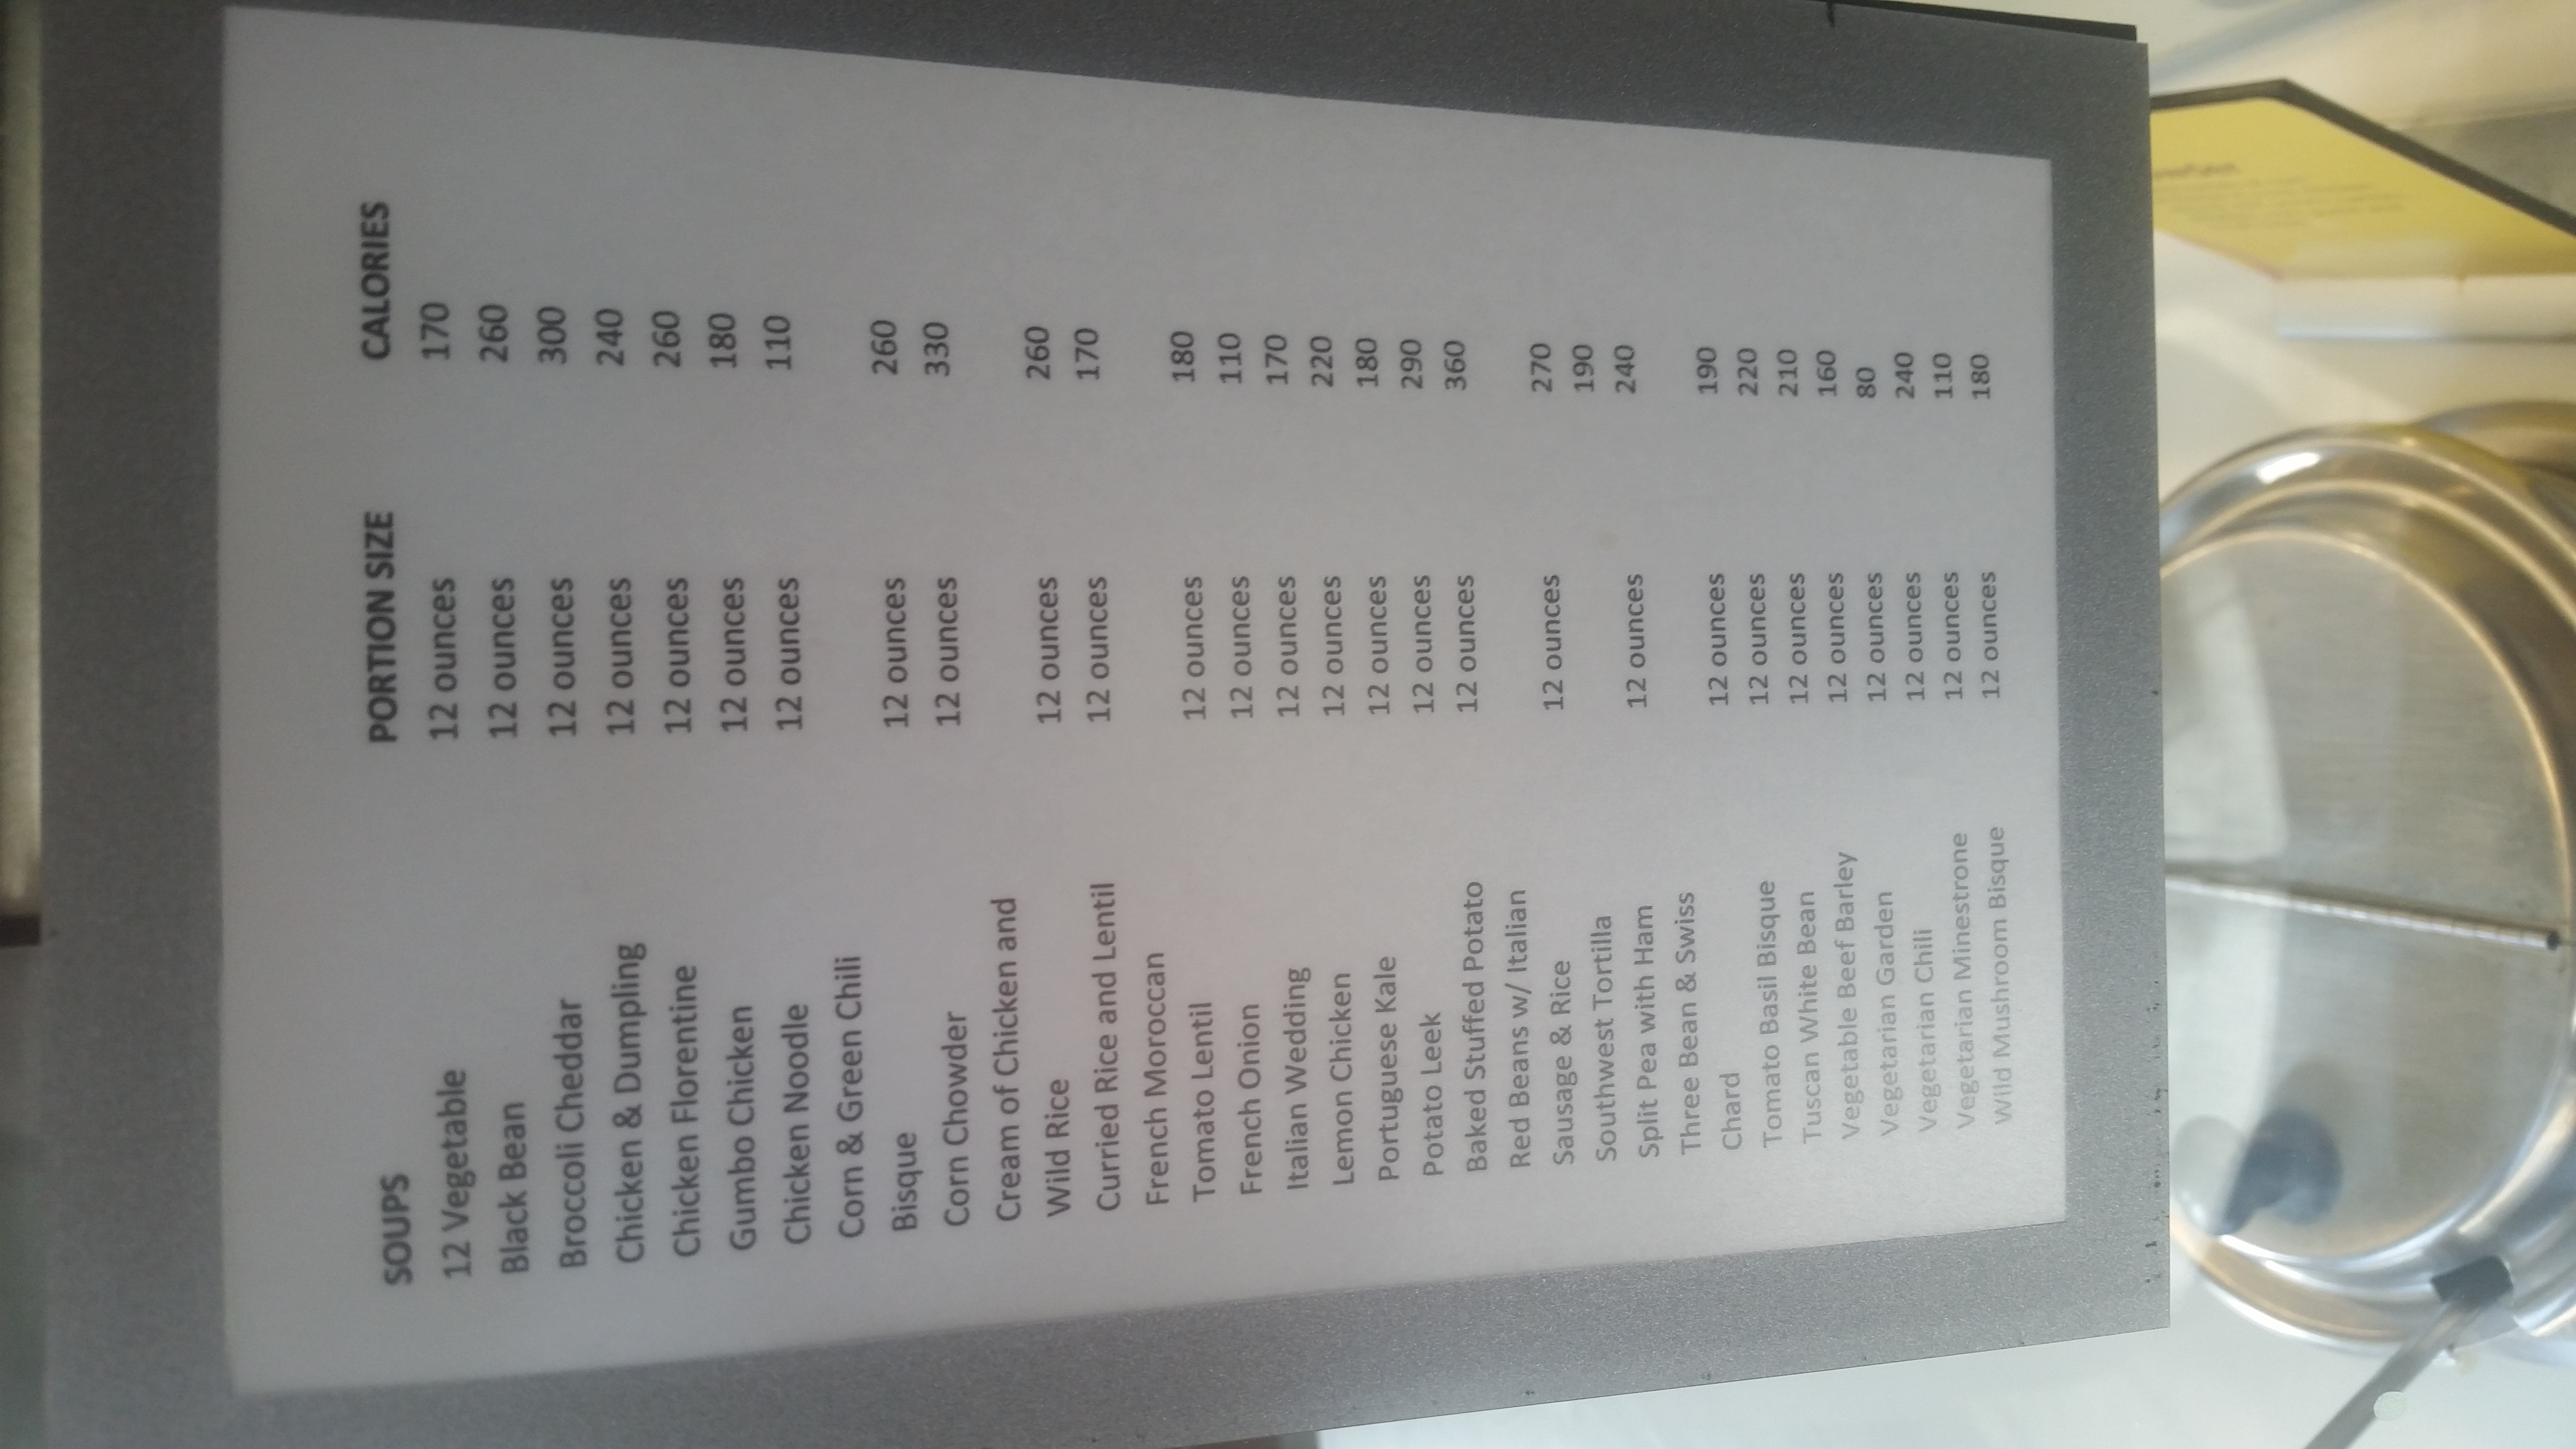 SOUPS PORTION SIZE CALORIES
12 Vegetable 12 ounces 170
Black Bean 12 ounces 260
Broccoli Cheddar 12 ounces 300
Chicken & Dumpling 12 ounces 240
Chicken Florentine 12 ounces 260
Gumbo Chicken 12 ounces 180
Chicken Noodle 12 ounces 110
Corn & Green Chili
Bisque 12 ounces 260
Corn Chowder 12 ounces 330
Cream of Chicken and
Wild Rice 12 ounces 260
Curried Rice and Lentil 12 ounces 170
French Moroccan
Tomato Lentil 12 ounces 180
French Onion 12 ounces 110
Italian Wedding 12 ounces 170
Lemon Chicken 12 ounces 220
Portuguese Kale 12 ounces 180
Potato Leek 12 ounces 290
Baked Stuffed Potato 12 ounces 360
Red Beans w/ Italian
Sausage & Rice 12 ounces 270
Southwest Tortilla 190
Split Pea with Ham 12 ounces 240
Three Bean & Swiss
Chard 12 ounces 190
Tomato Basil Bisque 12 ounces 220
Tuscan White Bean 12 ounces 210
Vegetable Beef Barley 12 ounces 160
Vegetarian Garden 12 ounces 80
Vegetarian Chili 12 ounces 240
Vegetarian Minestrone 12 ounces 110
Wild Mushroom Bisque 12 ounces 180